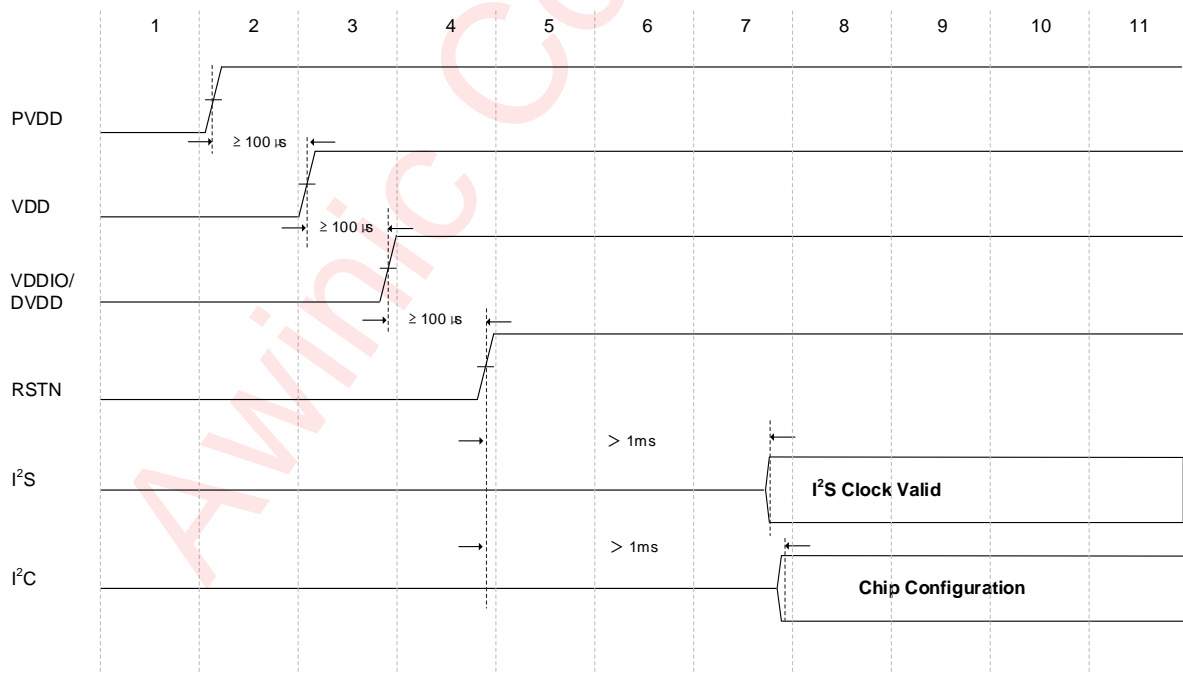 1 2 3 4 5 6 7 8 9 10 11
PVDD
≥ 100 µs
VDD
≥ 100 µs
VDDIO/
DVDD
≥ 100 µs
RSTN
> 1ms
I²S
I²S Clock Valid
> 1ms
I²C
Chip Configuration
Awinic Co